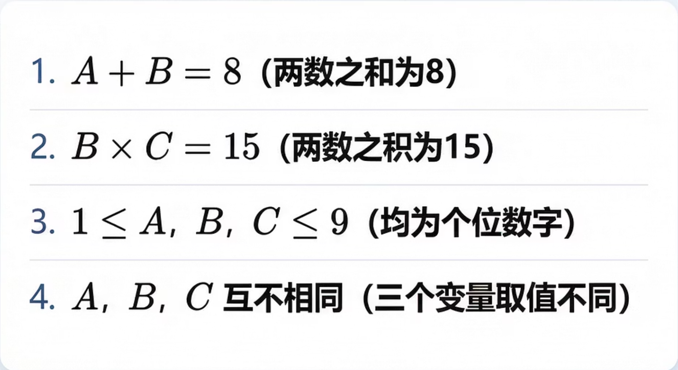 1. A + B = 8（两数之和为8）
2. B × C = 15（两数之积为15）
3. 1 ≤ A, B, C ≤ 9（均为个位数字）
4. A, B, C 互不相同（三个变量取值不同）